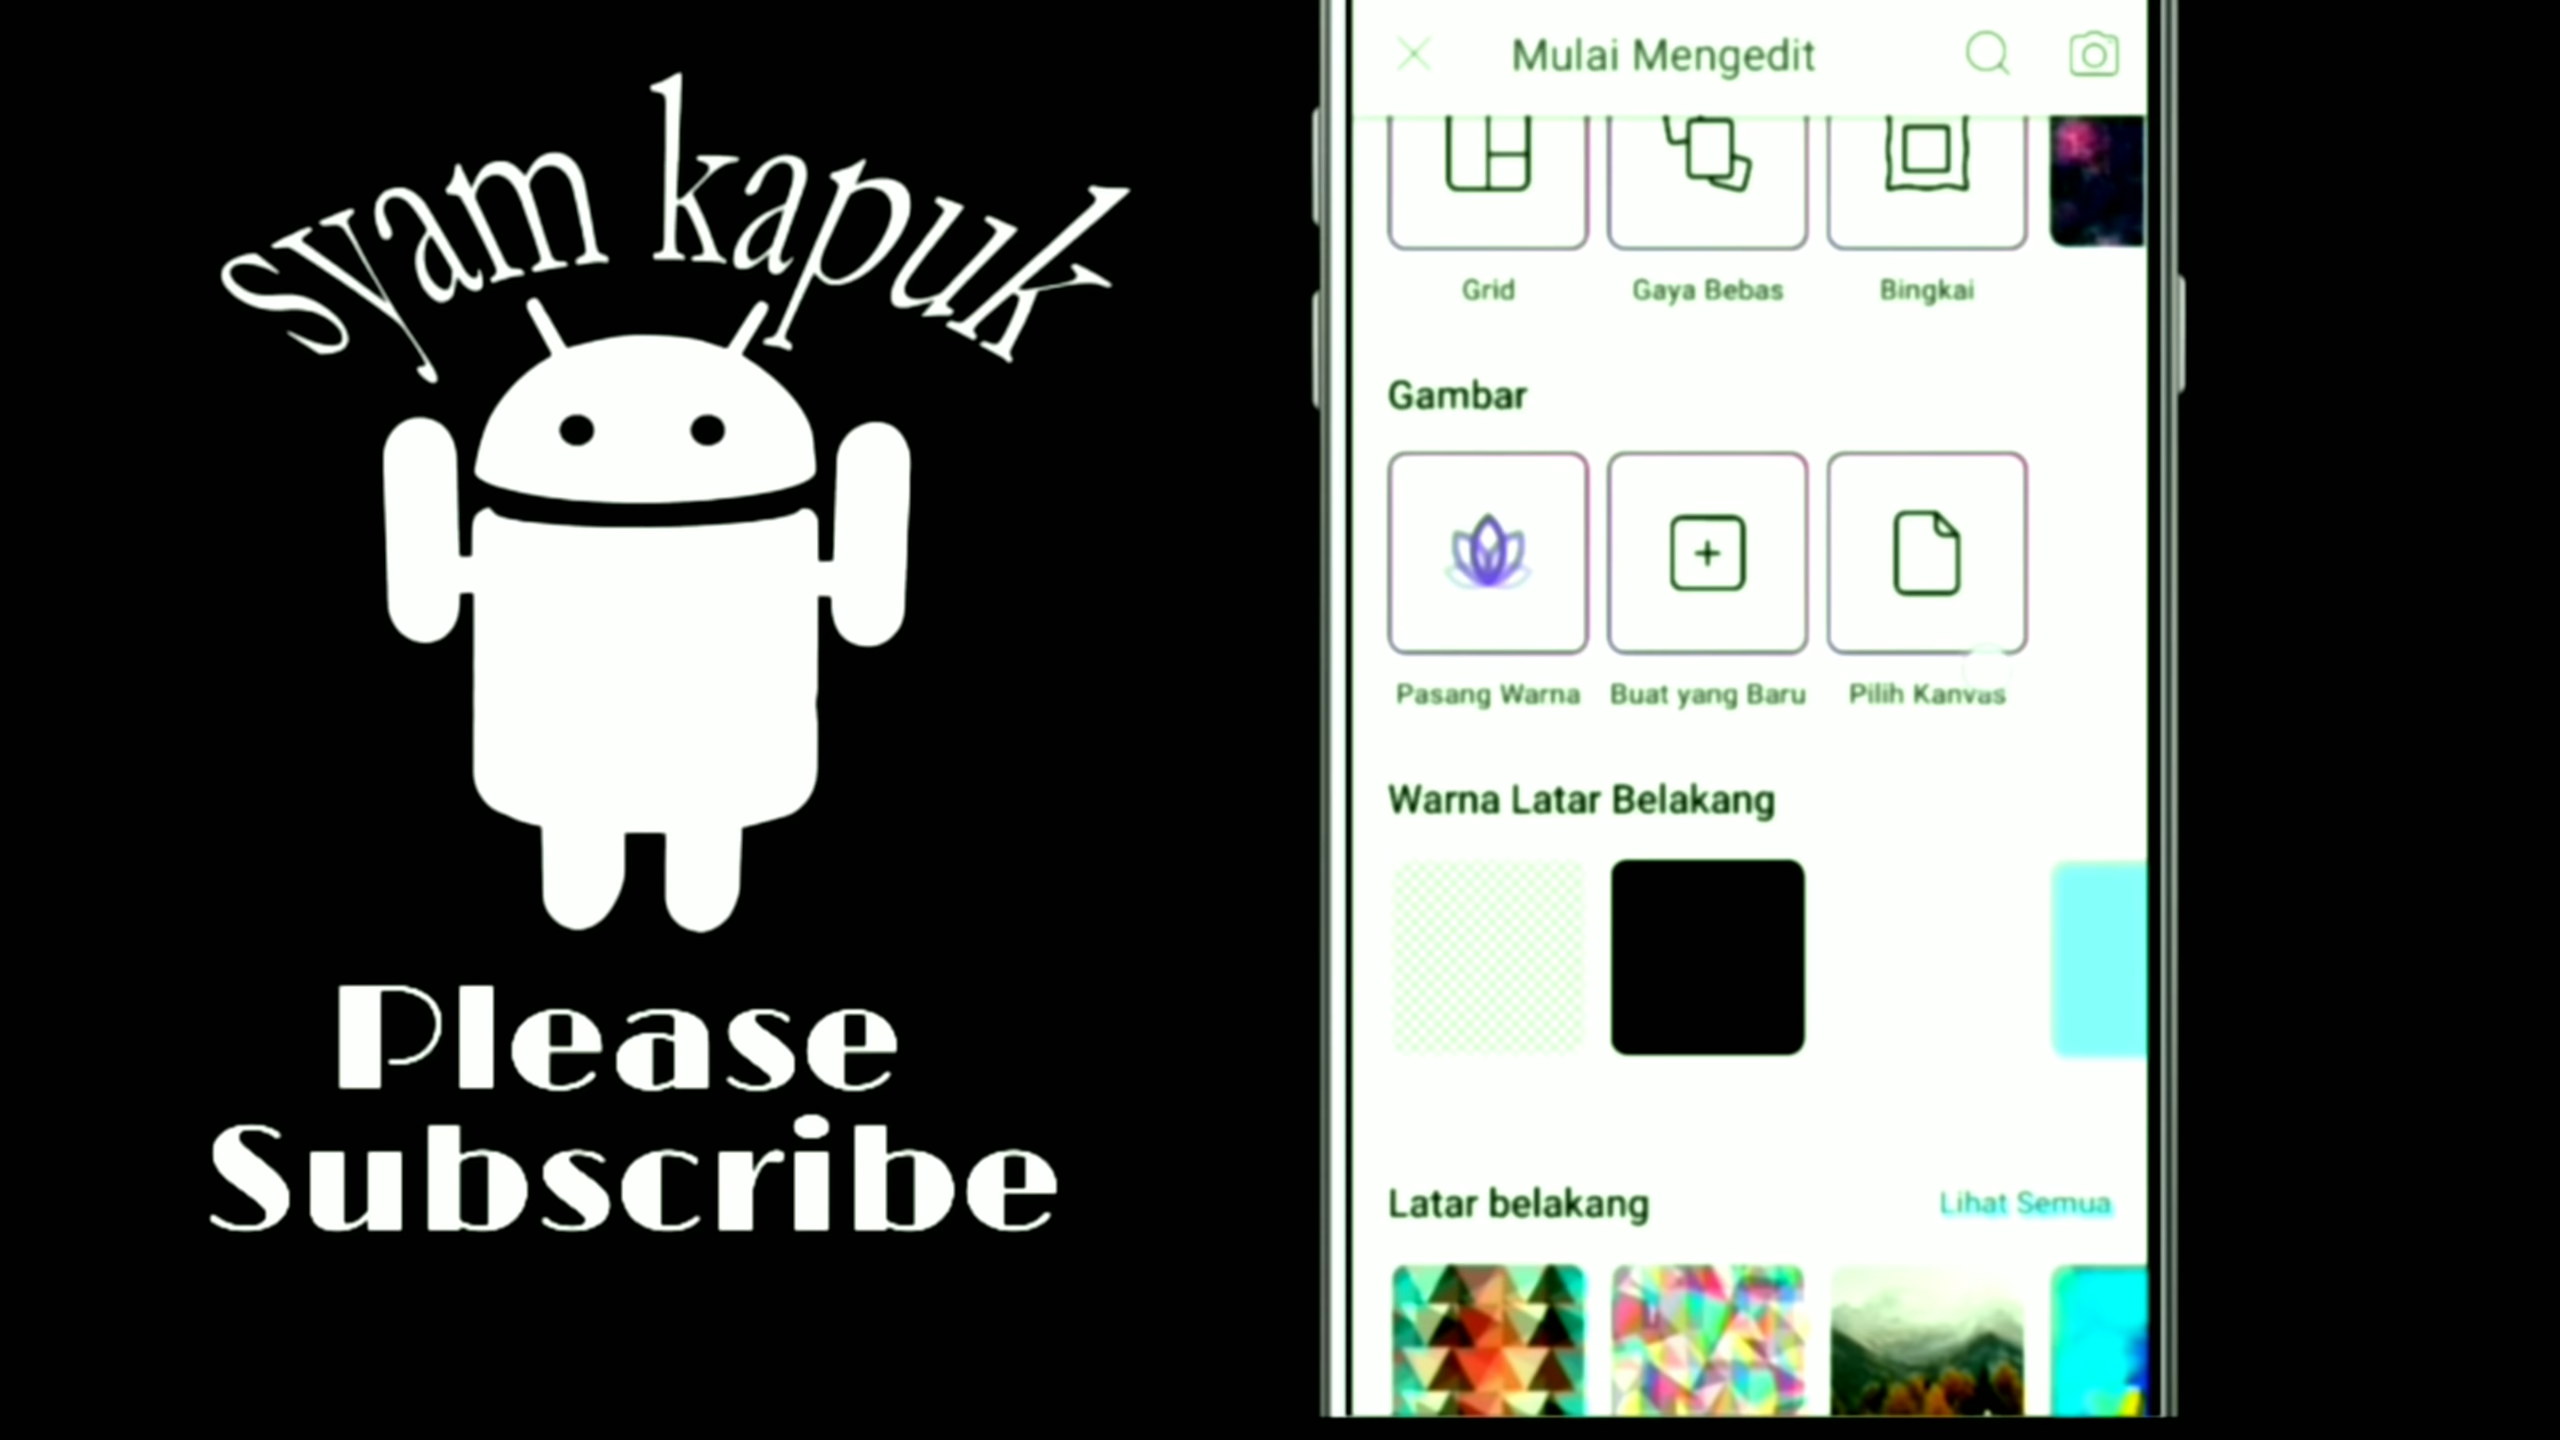 syam kapuk
Please
Subscribe
Mulai Mengedit
Grid
Gaya Bebas
Bingkai
Gambar
Pasang Warna
Buat yang Baru
Pilih Kanvas
Warna Latar Belakang
Latar belakang
Lihat Semua